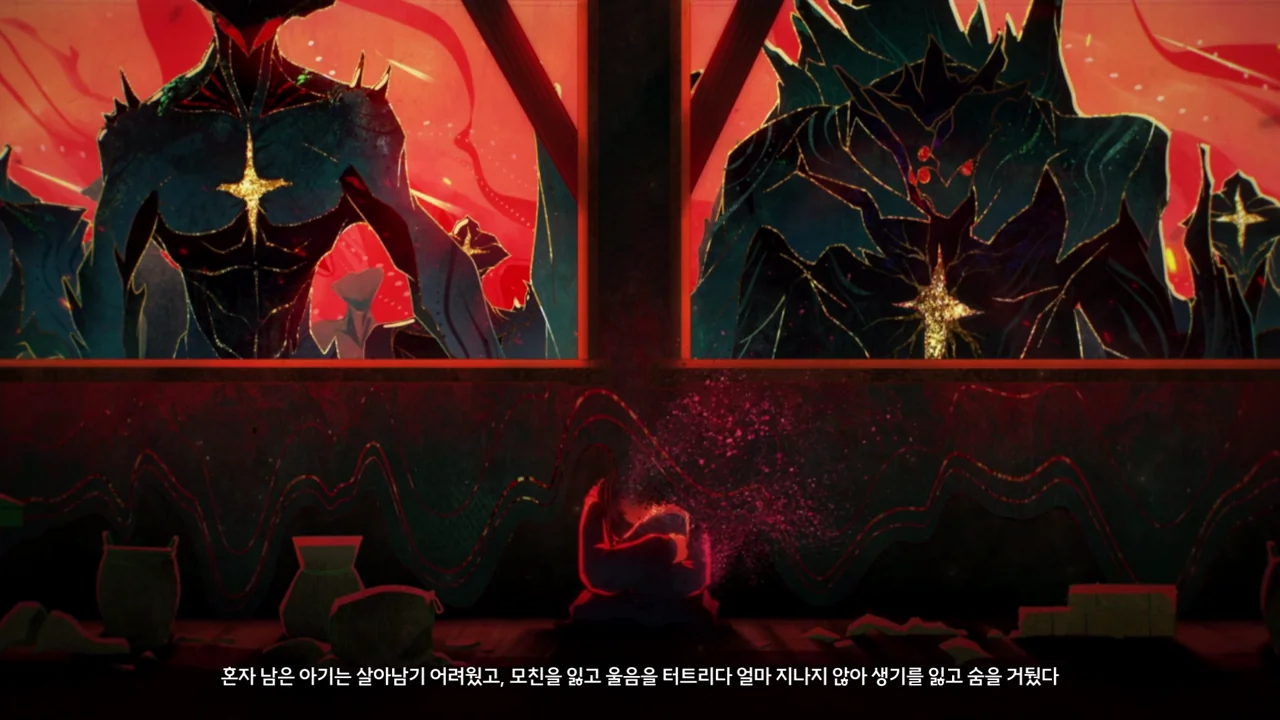 혼자 남은 아기는 살아남기 어려웠고, 모친을 잃고 울음을 터트리다 얼마 지나지 않아 생기를 잃고 숨을 거뒀다